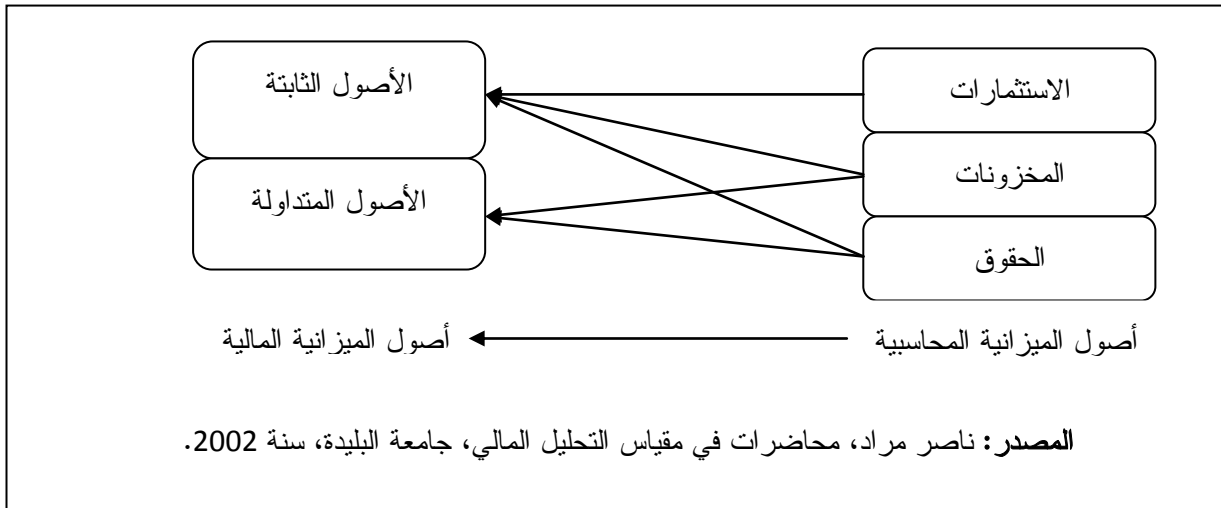 الاستثمارات
المخزونات
الحقوق
الأصول الثابتة
الأصول المتداولة
أصول الميزانية المحاسبية
أصول الميزانية المالية
المصدر: ناصر مراد، محاضرات في مقياس التحليل المالي، جامعة البليدة، سنة 2002.